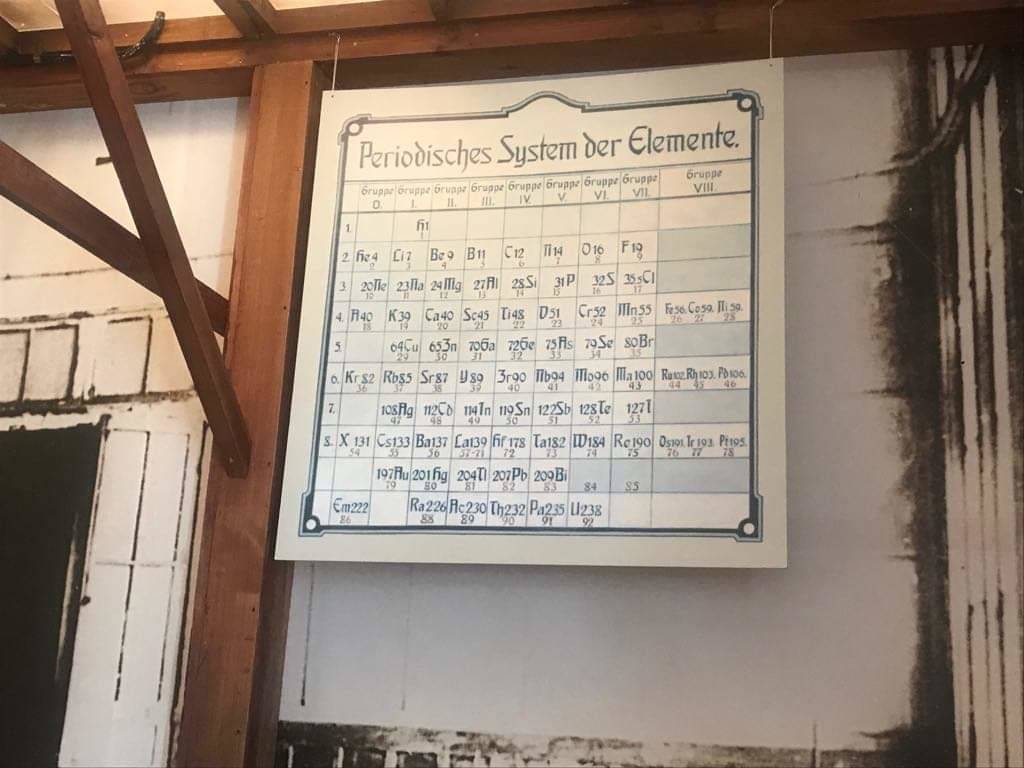 Periodisches System der Elemente.
Gruppe 0. Gruppe I. Gruppe II. Gruppe III. Gruppe IV. Gruppe V. Gruppe VI. Gruppe VII. Gruppe VIII.
1. H1
1
2. He4 Li7 Be9 B11 C12 N14 O16 F19
2 3 4 5 6 7 8 9
3. 20Ne 23Na 24Mg 27Al 28Si 31P 32S 35,5Cl
10 11 12 13 14 15 16 17
4. A40 K39 Ca40 Sc45 Ti48 V51 Cr52 Mn55 Fe56. Co59. Ni59.
18 19 20 21 22 23 24 25 26 27 28
5. 64Cu 65Zn 70Ga 72Ge 75As 79Se 80Br
29 30 31 32 33 34 35
6. Kr82 Rb85 Sr87 Y89 Zr90 Nb94 Mo96 Ma100 Ru102. Rh103. Pd106.
36 37 38 39 40 41 42 43 44 45 46
7. 108Ag 112Cd 114In 119Sn 122Sb 128Te 127I
47 48 49 50 51 52 53
8. X131 Cs133 Ba137 La139 Hf178 Ta182 W184 Re190 Os191. Ir193. Pt195.
54 55 56 57-71 72 73 74 75 76 77 78
197Au 201Hg 204Tl 207Pb 209Bi
79 80 81 82 83 84 85
Em222 Ra226 Ac230 Th232 Pa235 U238
86 88 89 90 91 92